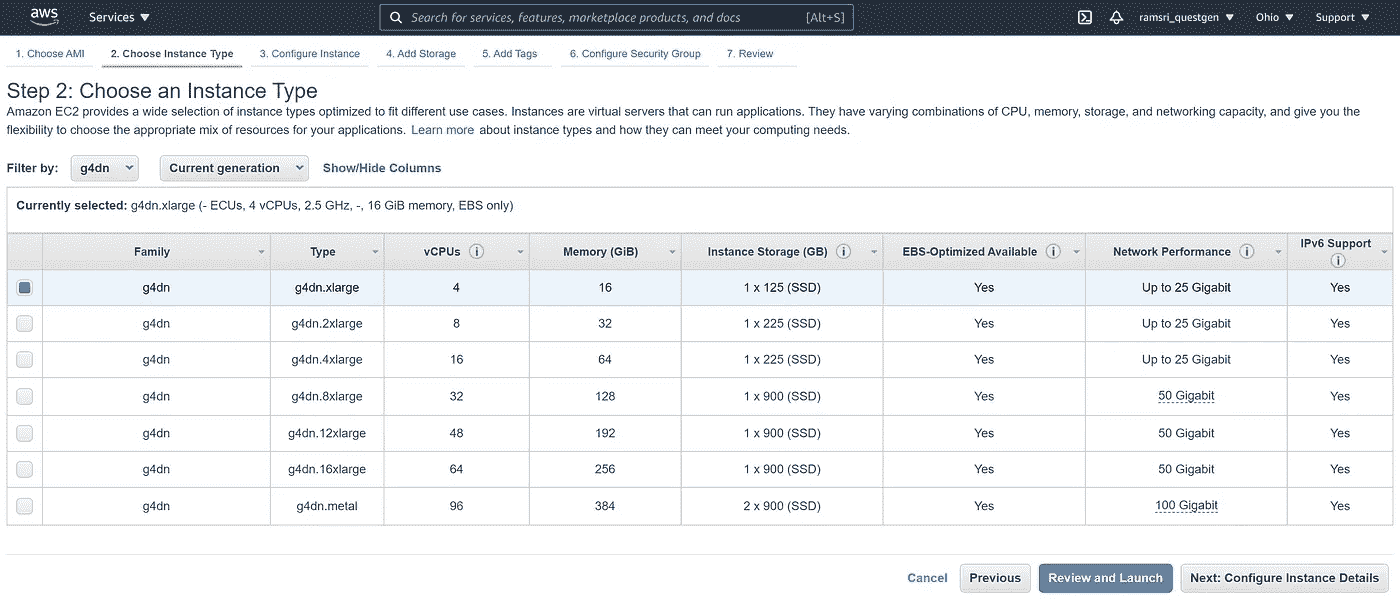 aws Services Search for services, features, marketplace products, and docs [Alt+S] ramsri_questgen Ohio Support
1. Choose AMI 2. Choose Instance Type 3. Configure Instance 4. Add Storage 5. Add Tags 6. Configure Security Group 7. Review
Step 2: Choose an Instance Type
Amazon EC2 provides a wide selection of instance types optimized to fit different use cases. Instances are virtual servers that can run applications. They have varying combinations of CPU, memory, storage, and networking capacity, and give you the
flexibility to choose the appropriate mix of resources for your applications. Learn more about instance types and how they can meet your computing needs.
Filter by: g4dn Current generation Show/Hide Columns
Currently selected: g4dn.xlarge (- ECUs, 4 vCPUs, 2.5 GHz, -, 16 GiB memory, EBS only)
Family Type vCPUs Memory (GiB) Instance Storage (GB) EBS-Optimized Available Network Performance IPv6 Support
g4dn g4dn.xlarge 4 16 1 x 125 (SSD) Yes Up to 25 Gigabit Yes
g4dn g4dn.2xlarge 8 32 1 x 225 (SSD) Yes Up to 25 Gigabit Yes
g4dn g4dn.4xlarge 16 64 1 x 225 (SSD) Yes Up to 25 Gigabit Yes
g4dn g4dn.8xlarge 32 128 1 x 900 (SSD) Yes 50 Gigabit Yes
g4dn g4dn.12xlarge 48 192 1 x 900 (SSD) Yes 50 Gigabit Yes
g4dn g4dn.16xlarge 64 256 1 x 900 (SSD) Yes 50 Gigabit Yes
g4dn g4dn.metal 96 384 2 x 900 (SSD) Yes 100 Gigabit Yes
Cancel Previous Review and Launch Next: Configure Instance Details